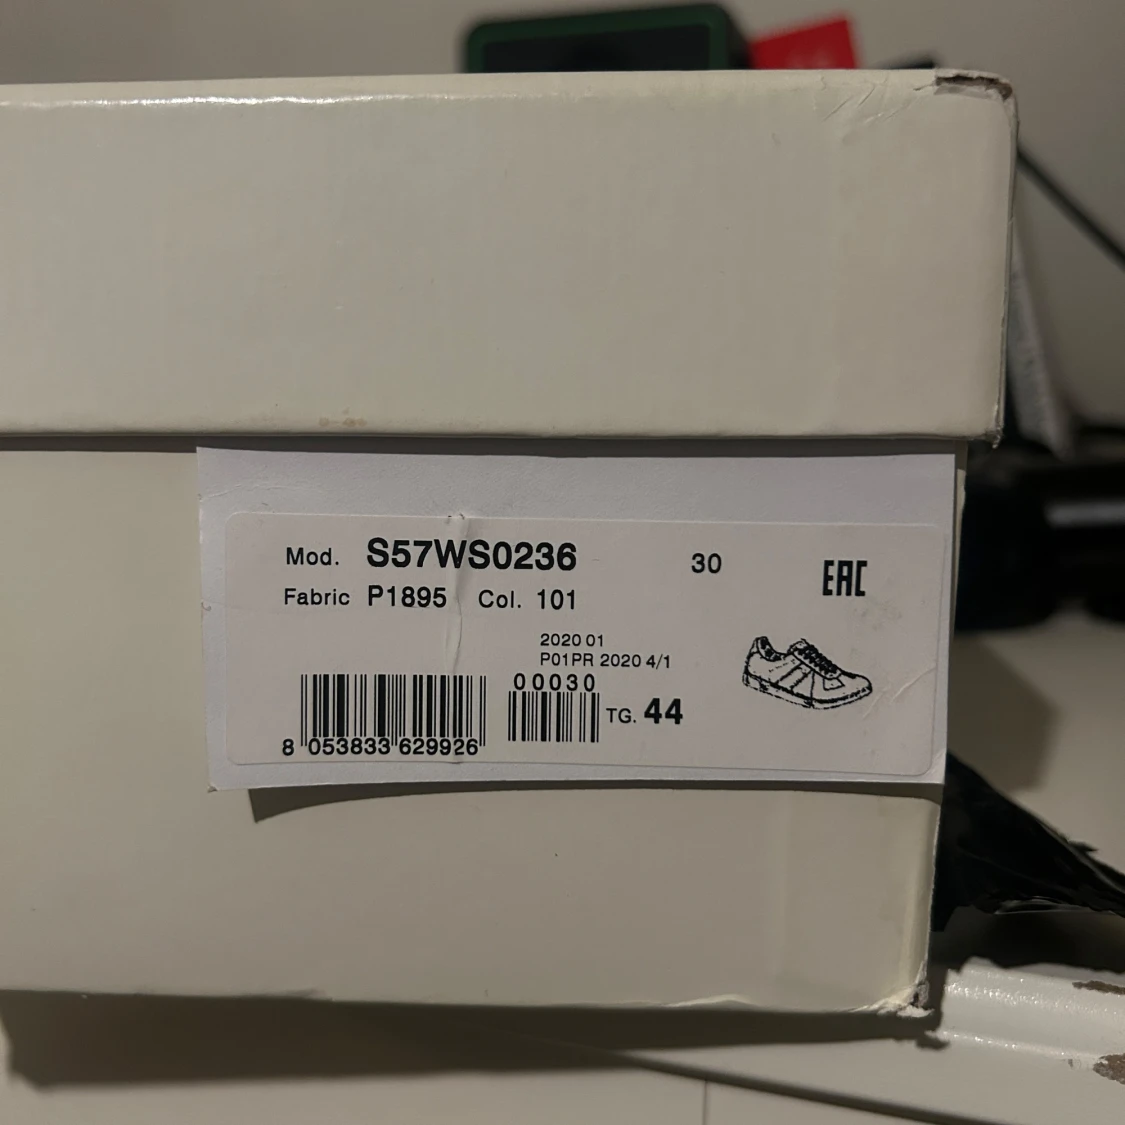 Mod. S57WS0236 30
EAC
Fabric P1895 Col. 101
2020 01
P01PR 2020 4/1
00030
TG. 44
8 053833 629926